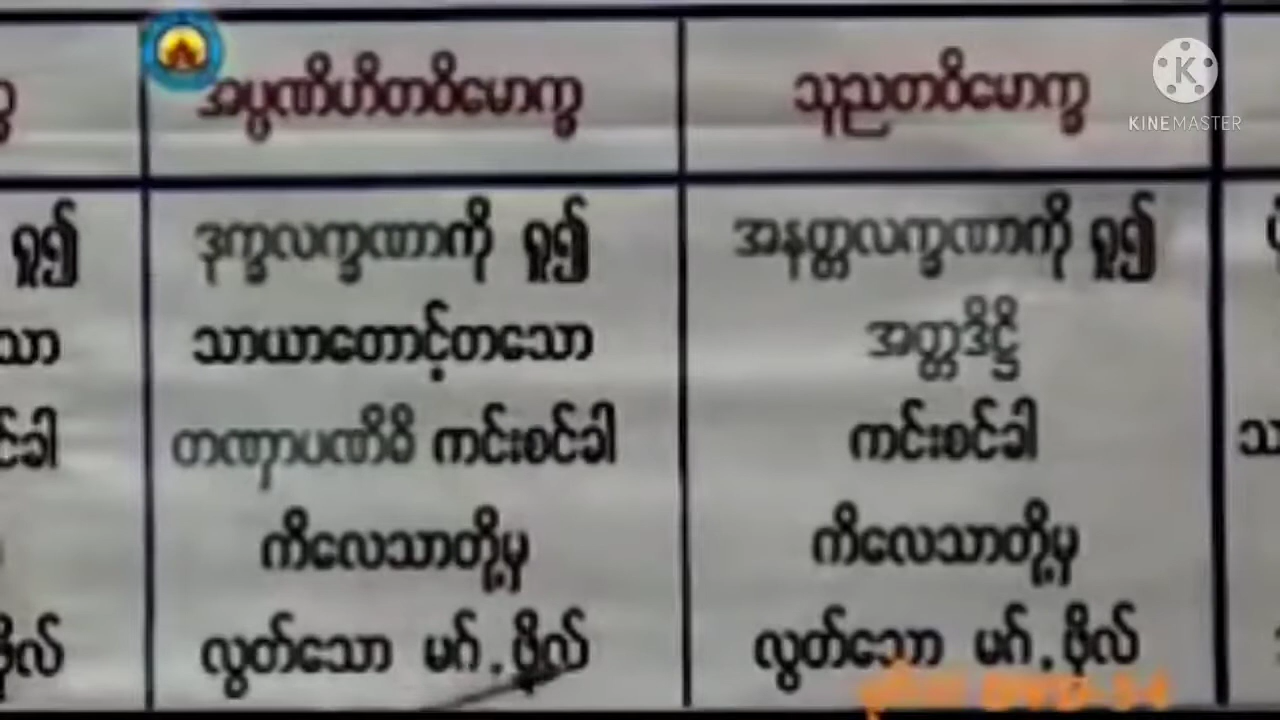 အပ္ပဏိဟိတဝိမောက္ခ
သုညတဝိမောက္ခ
KINEMASTER
ရှု၍
ဒုက္ခလက္ခဏာကို ရှု၍
အနတ္တလက္ခဏာကို ရှု၍
သာယာတောင့်တသော
အတ္တဒိဋ္ဌိ
တဏှာပဏိဓိ ကင်းစင်ခါ
ကင်းစင်ခါ
ကိလေသာတို့မှ
ကိလေသာတို့မှ
လွတ်သော မဂ်.ဖိုလ်
လွတ်သော မဂ်.ဖိုလ်